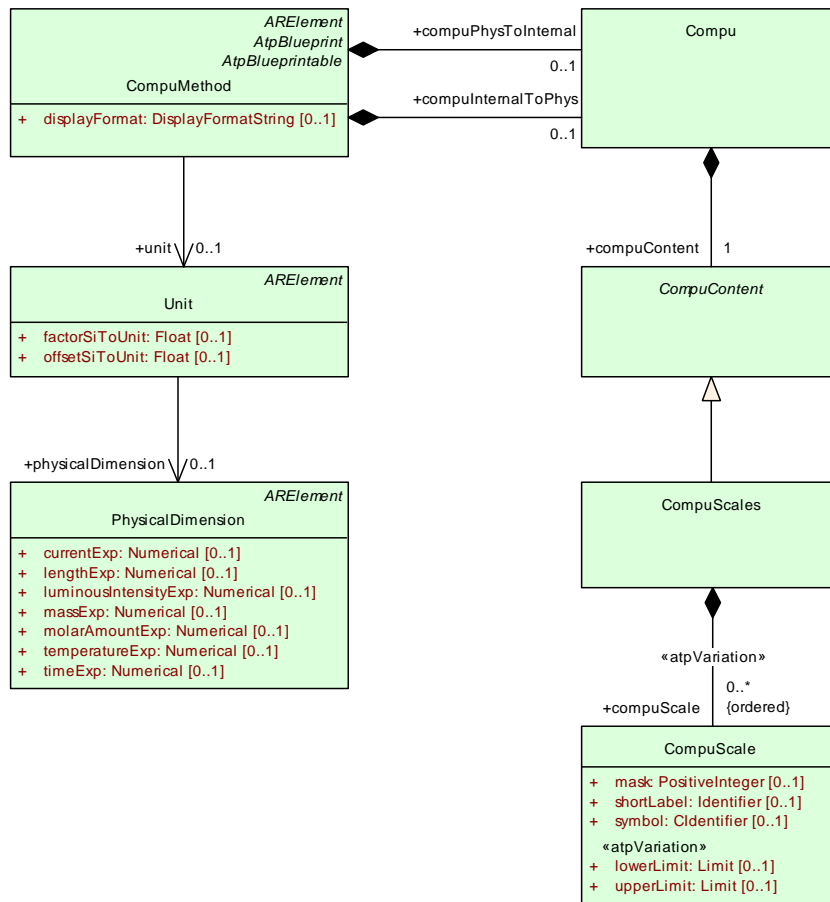 ARElement
AtpBlueprint
AtpBlueprintable
CompuMethod
+ displayFormat: DisplayFormatString [0..1]
+compuPhysToInternal
0..1
+compuInternalToPhys
0..1
Compu
+unit
0..1
+compuContent
1
ARElement
Unit
+ factorSiToUnit: Float [0..1]
+ offsetSiToUnit: Float [0..1]
CompuContent
+physicalDimension
0..1
ARElement
PhysicalDimension
+ currentExp: Numerical [0..1]
+ lengthExp: Numerical [0..1]
+ luminousIntensityExp: Numerical [0..1]
+ massExp: Numerical [0..1]
+ molarAmountExp: Numerical [0..1]
+ temperatureExp: Numerical [0..1]
+ timeExp: Numerical [0..1]
CompuScales
«atpVariation»
0..*
+compuScale
{ordered}
CompuScale
+ mask: PositiveInteger [0..1]
+ shortLabel: Identifier [0..1]
+ symbol: CIdentifier [0..1]
«atpVariation»
+ lowerLimit: Limit [0..1]
+ upperLimit: Limit [0..1]